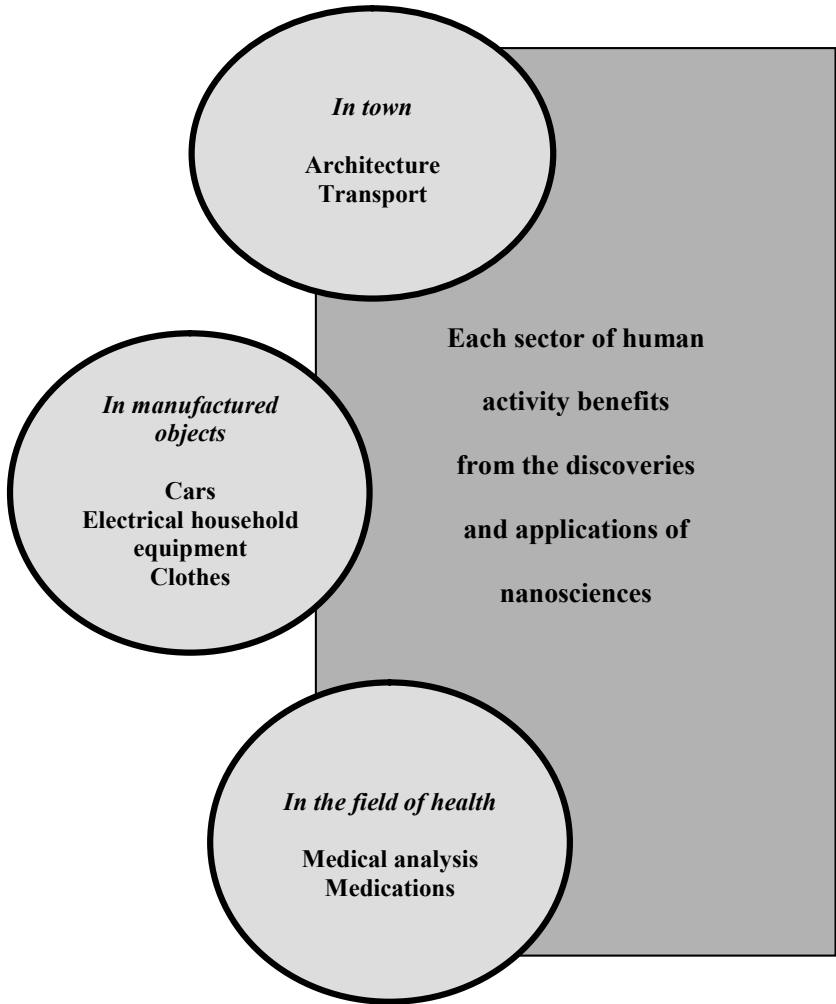 In town
Architecture
Transport
Each sector of human
activity benefits
from the discoveries
and applications of
nanosciences
In manufactured
objects
Cars
Electrical household
equipment
Clothes
In the field of health
Medical analysis
Medications